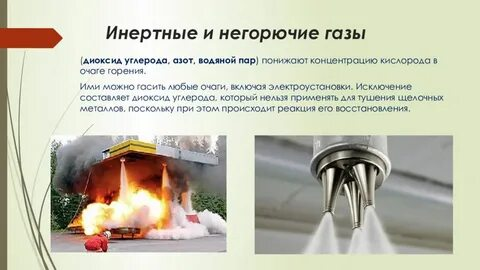 Инертные и негорючие газы
(диоксид углерода, азот, водяной пар) понижают концентрацию кислорода в
очаге горения.
Ими можно гасить любые очаги, включая электроустановки. Исключение
составляет диоксид углерода, который нельзя применять для тушения щелочных
металлов, поскольку при этом происходит реакция его восстановления.